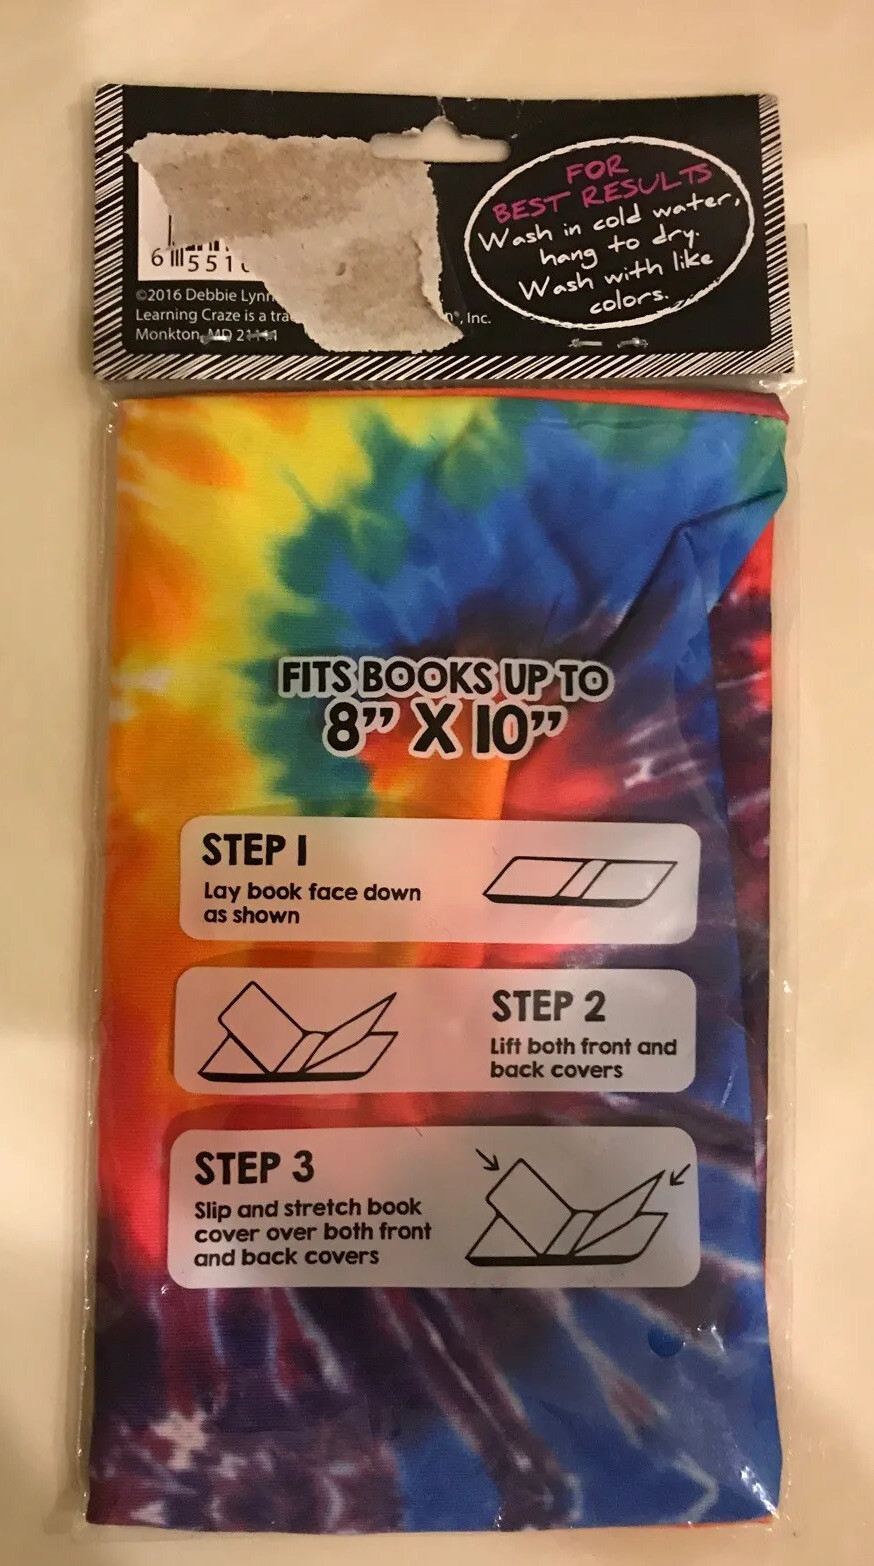 FOR
BEST RESULTS
Wash in cold water,
hang to dry.
Wash with like
colors.
6 551
©2016 Debbie Lynn
Learning Craze is a
, Inc.
Monkton, MD 21111
FITS BOOKS UP TO
8” X 10”
STEP 1
Lay book face down
as shown
STEP 2
Lift both front and
back covers
STEP 3
Slip and stretch book
cover over both front
and back covers